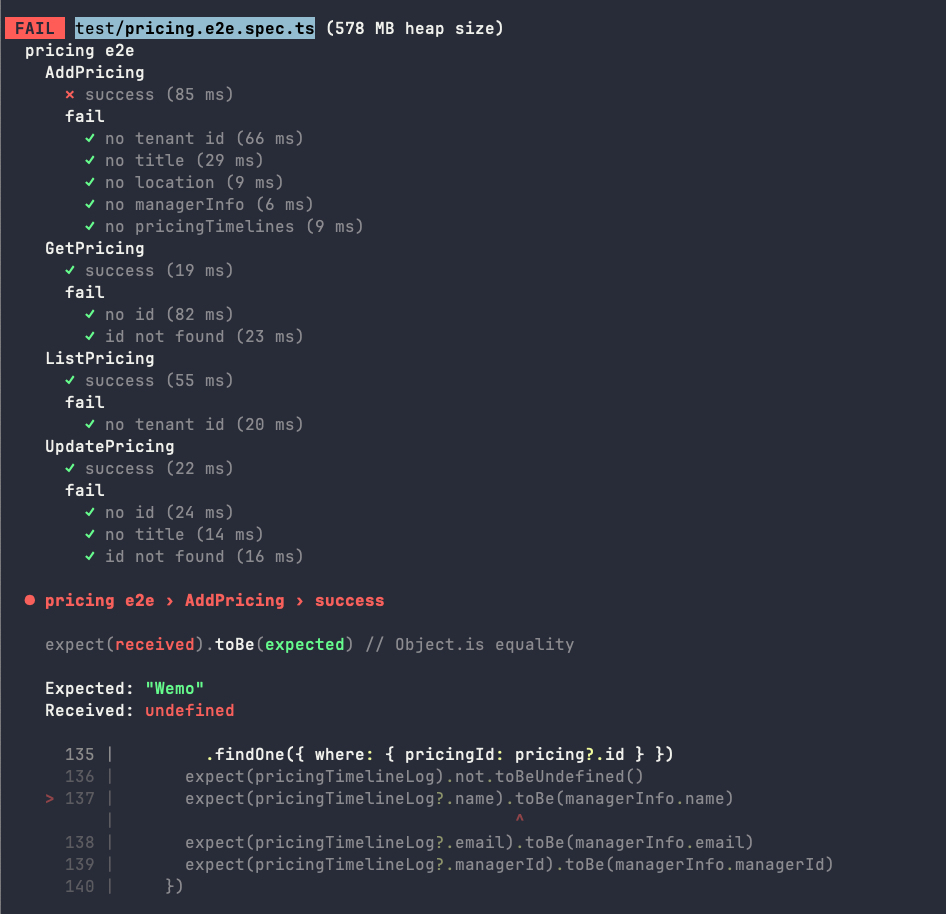 FAIL test/pricing.e2e.spec.ts (578 MB heap size)
pricing e2e
AddPricing
× success (85 ms)
fail
✓ no tenant id (66 ms)
✓ no title (29 ms)
✓ no location (9 ms)
✓ no managerInfo (6 ms)
✓ no pricingTimelines (9 ms)
GetPricing
✓ success (19 ms)
fail
✓ no id (82 ms)
✓ id not found (23 ms)
ListPricing
✓ success (55 ms)
fail
✓ no tenant id (20 ms)
UpdatePricing
✓ success (22 ms)
fail
✓ no id (24 ms)
✓ no title (14 ms)
✓ id not found (16 ms)
● pricing e2e › AddPricing › success
expect(received).toBe(expected) // Object.is equality
Expected: "Wemo"
Received: undefined
135 | .findOne({ where: { pricingId: pricing?.id } })
136 | expect(pricingTimelineLog).not.toBeUndefined()
> 137 | expect(pricingTimelineLog?.name).toBe(managerInfo.name)
| ^
138 | expect(pricingTimelineLog?.email).toBe(managerInfo.email)
139 | expect(pricingTimelineLog?.managerId).toBe(managerInfo.managerId)
140 | })